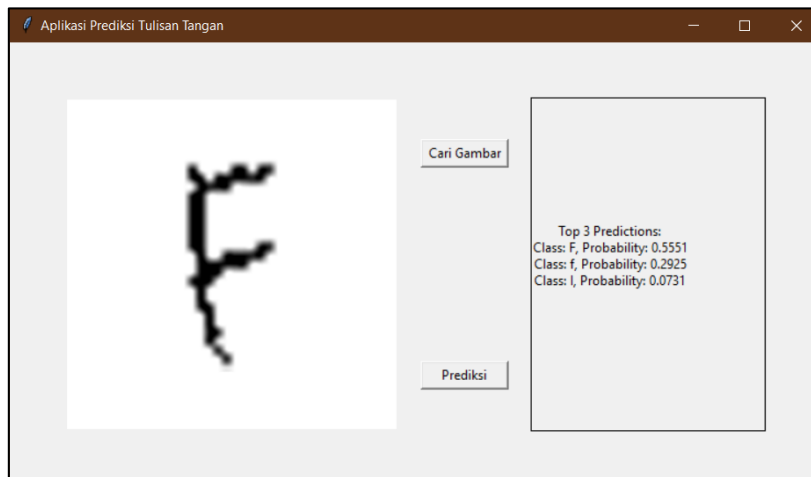 Aplikasi Prediksi Tulisan Tangan
F
Cari Gambar
Top 3 Predictions:
Class: F, Probability: 0.5551
Class: f, Probability: 0.2925
Class: l, Probability: 0.0731
Prediksi